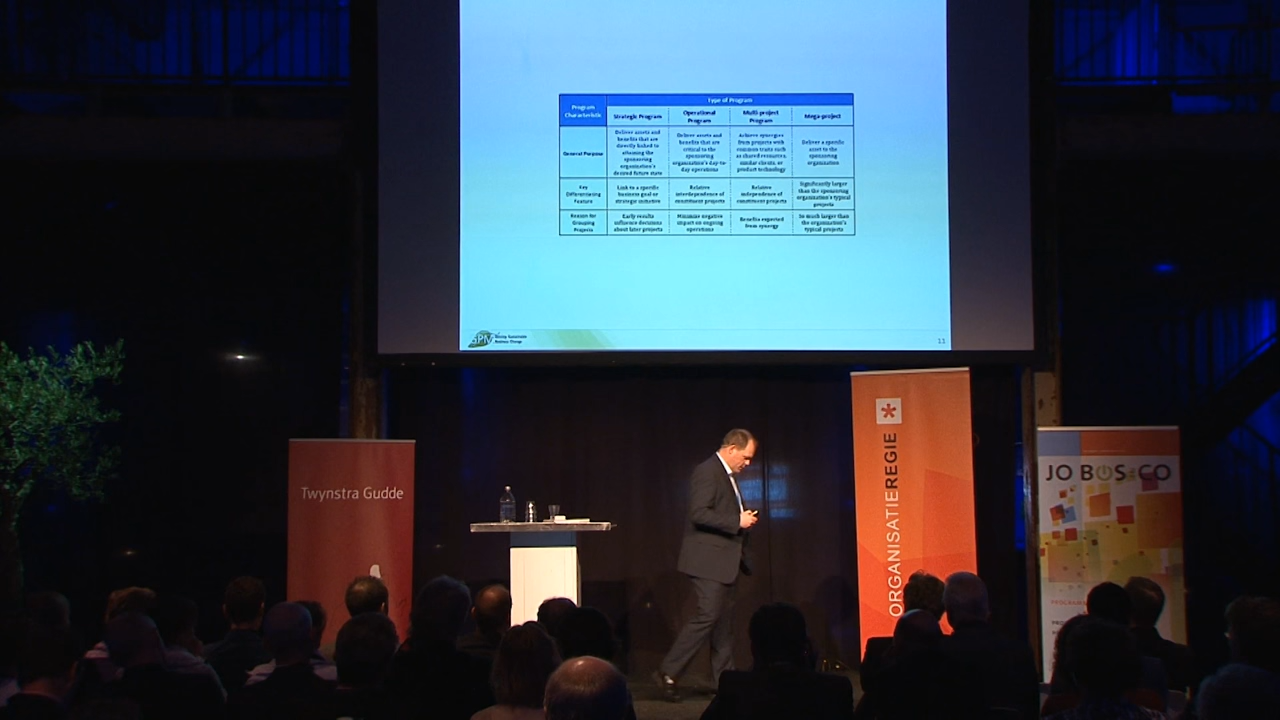 Type of Program
Program
Characteristic
Strategic Program
Operational
Program
Multi-project
Program
Mega-project
General Purpose
Deliver assets and
benefits that are
directly linked to
attaining the
sponsoring
organization's
desired future state
Deliver assets and
benefits that are
critical to the
sponsoring
organization's day-to-
day operations
Achieve synergies
from projects with
common traits such
as shared resources,
similar clients, or
product technology
Deliver a specific
asset to the
sponsoring
organization
Key
Differentiating
Feature
Link to a specific
business goal or
strategic initiative
Relative
interdependence of
constituent projects
Relative
independence of
constituent projects
Significantly larger
than the sponsoring
organization's typical
projects
Reason for
Grouping
Projects
Early results
influence decisions
about later projects
Minimize negative
impact on ongoing
operations
Benefits expected
from synergy
So much larger than
the organization's
typical projects
11
Twynstra Gudde
ORGANISATIEREGIE
JO BOS & CO